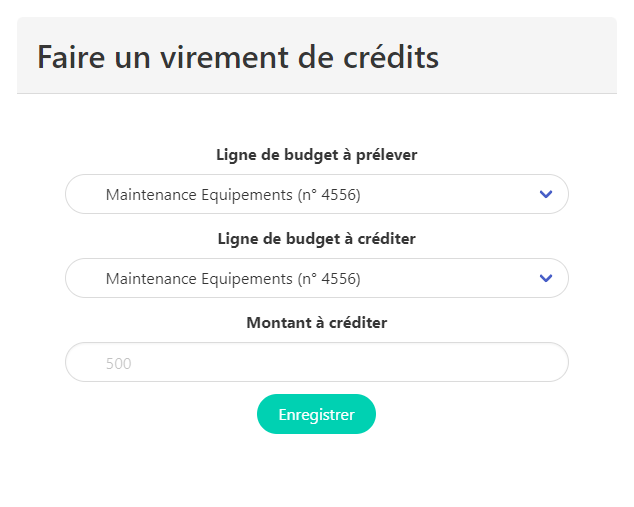 Faire un virement de crédits
Ligne de budget à prélever
Maintenance Equipements (n° 4556)
Ligne de budget à créditer
Maintenance Equipements (n° 4556)
Montant à créditer
500
Enregistrer